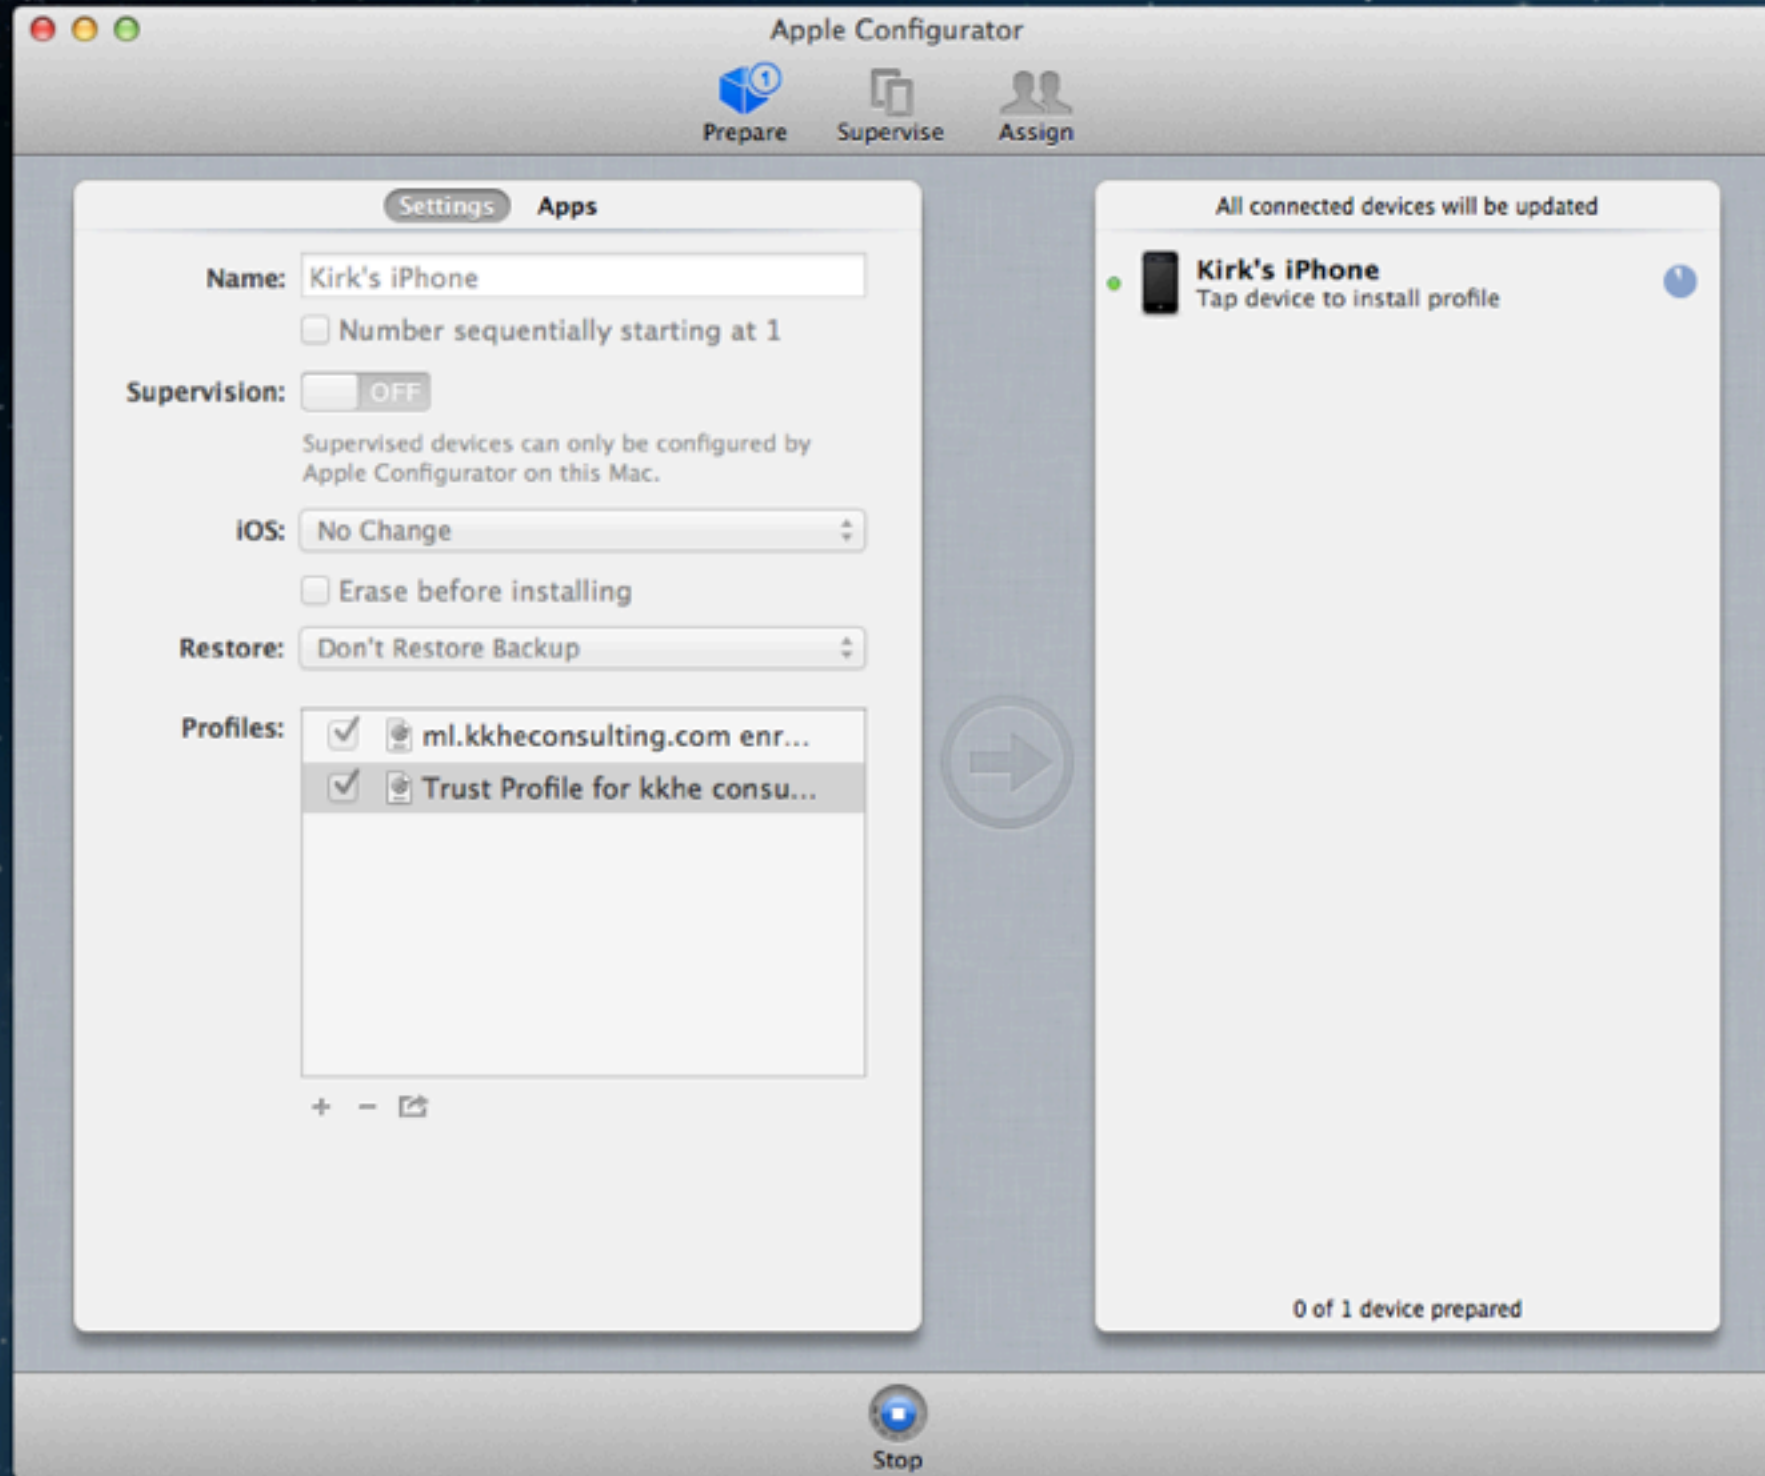 Apple Configurator
1
Prepare
Supervise
Assign
Settings
Apps
Name:
Kirk's iPhone
Number sequentially starting at 1
Supervision:
OFF
Supervised devices can only be configured by
Apple Configurator on this Mac.
iOS:
No Change
Erase before installing
Restore:
Don't Restore Backup
Profiles:
ml.kkheconsulting.com enr...
Trust Profile for kkhe consu...
All connected devices will be updated
Kirk's iPhone
Tap device to install profile
0 of 1 device prepared
Stop